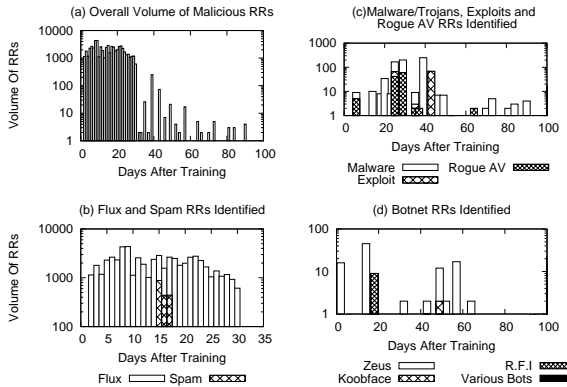 (a) Overall Volume of Malicious RRs
Volume Of RRs
10000
1000
100
10
1
0 20 40 60 80 100
Days After Training
(c)Malware/Trojans, Exploits and
Rogue AV RRs Identified
1000
100
10
1
0 20 40 60 80 100
Days After Training
Malware
Rogue AV
Exploit
(b) Flux and Spam RRs Identified
Volume Of RRs
10000
1000
100
0 5 10 15 20 25 30 35
Days After Training
Flux
Spam
(d) Botnet RRs Identified
100
10
1
0 20 40 60 80 100
Days After Training
Zeus
R.F.I
Koobface
Various Bots